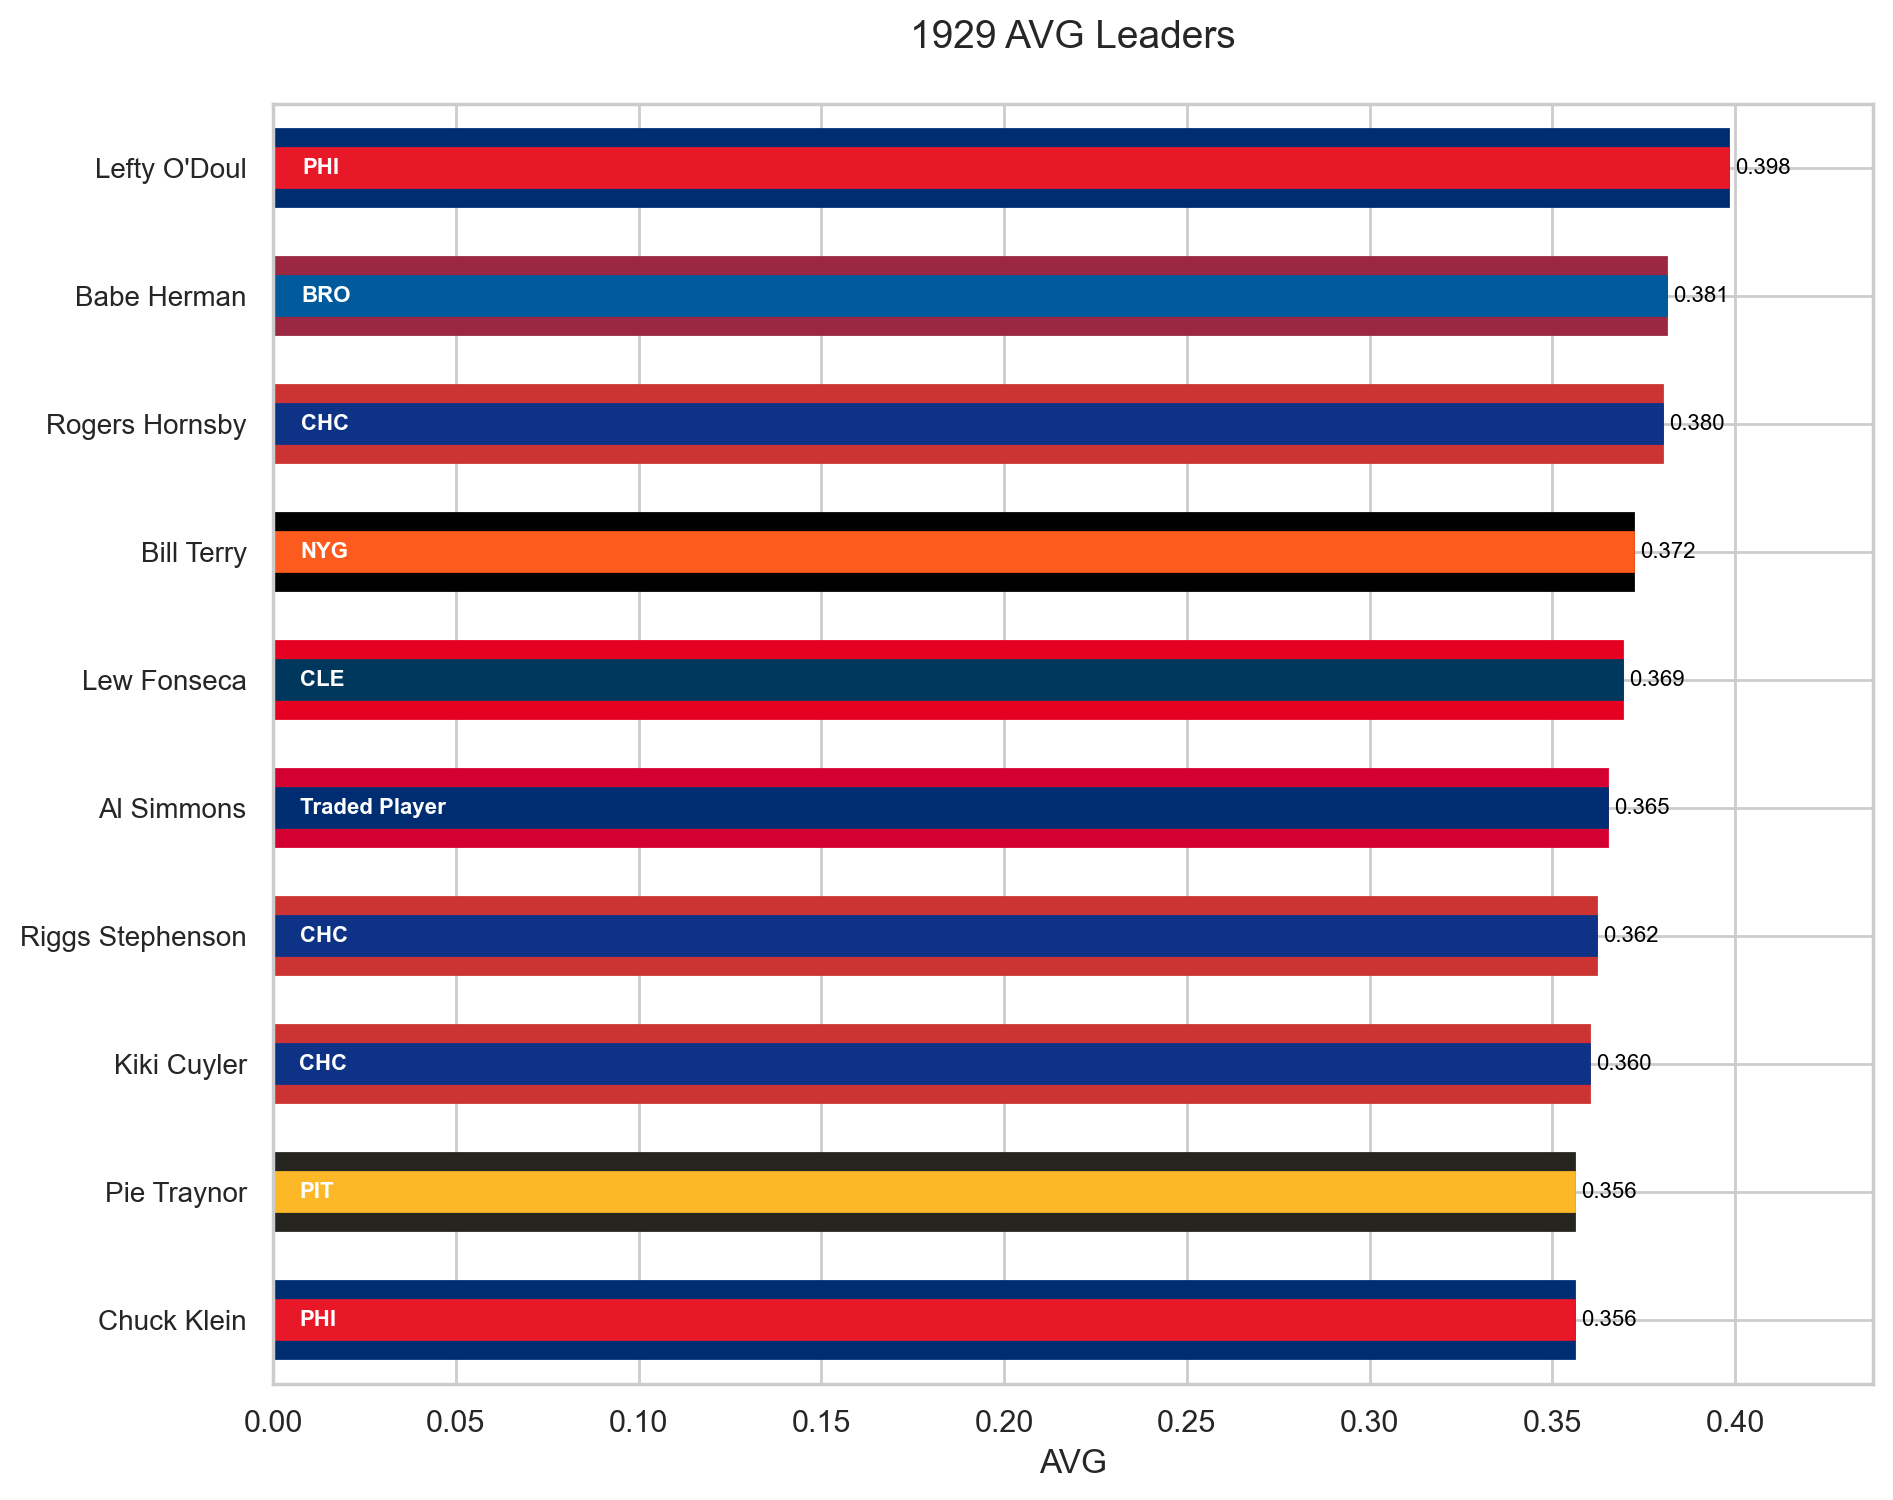 1929 AVG Leaders
Lefty O'Doul PHI 0.398
Babe Herman BRO 0.381
Rogers Hornsby CHC 0.380
Bill Terry NYG 0.372
Lew Fonseca CLE 0.369
Al Simmons Traded Player 0.365
Riggs Stephenson CHC 0.362
Kiki Cuyler CHC 0.360
Pie Traynor PIT 0.356
Chuck Klein PHI 0.356
0.00 0.05 0.10 0.15 0.20 0.25 0.30 0.35 0.40
AVG